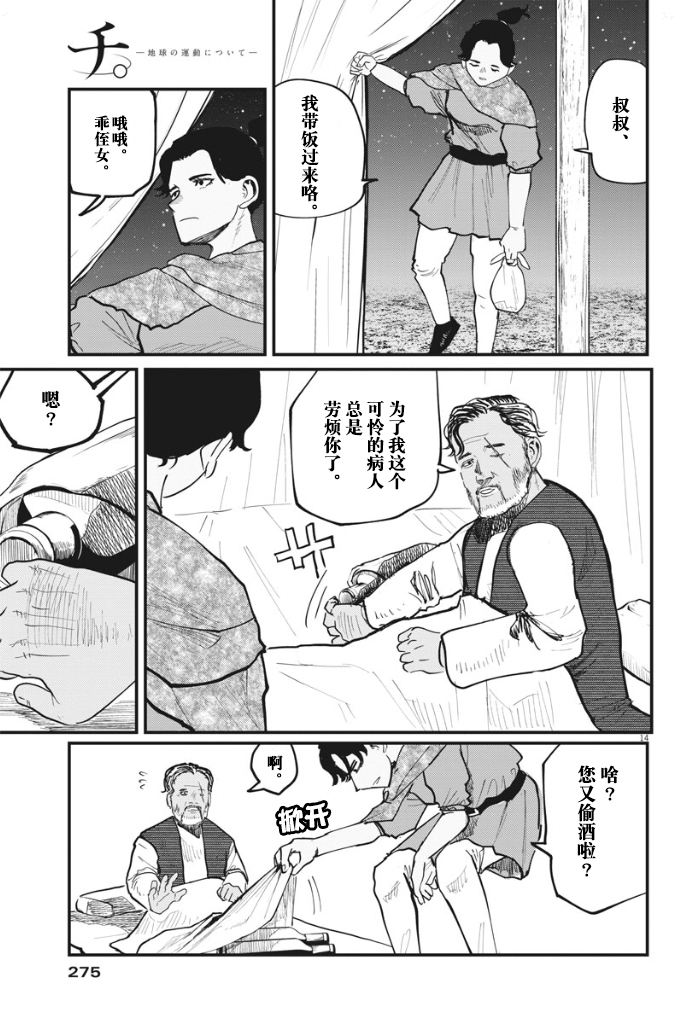 叔叔、
我带饭过来咯。
チ。
—地球の運動について—
哦哦。
乖侄女。
为了我这个
可怜的病人
总是
劳烦你了。
嗯？
14
啥？
您又偷酒啦？
掀开
啊。
275